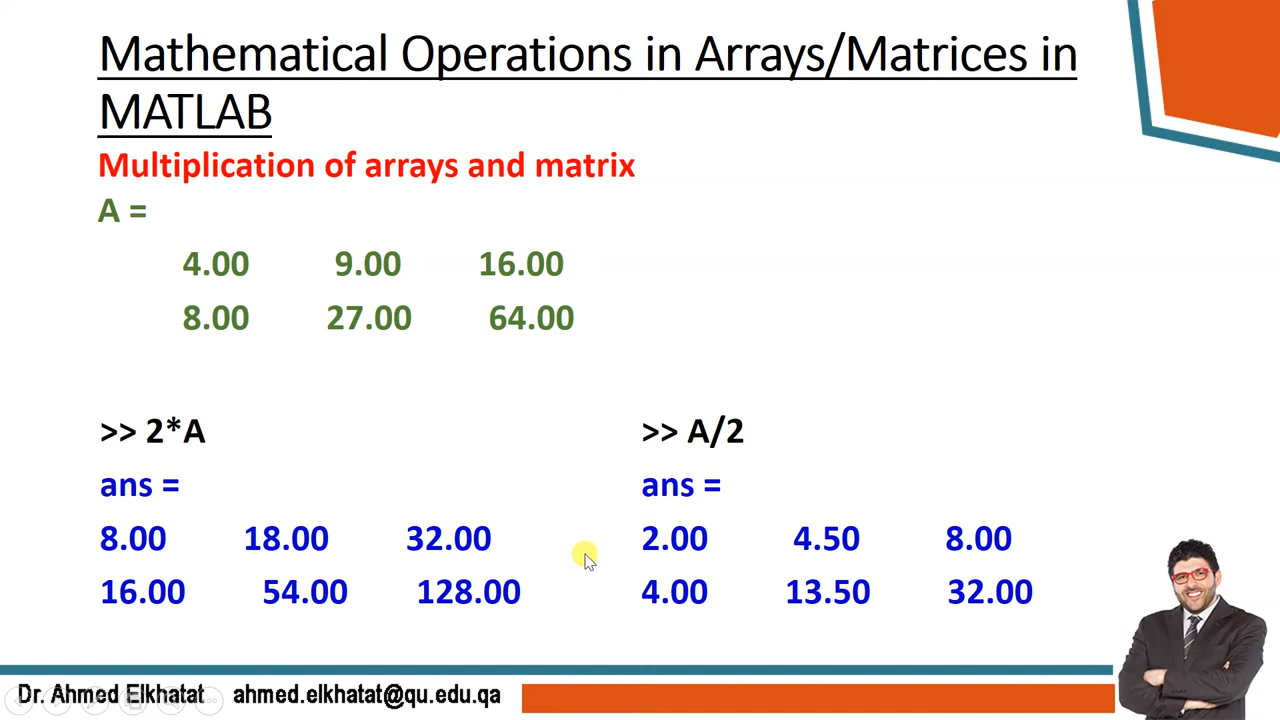 Mathematical Operations in Arrays/Matrices in
MATLAB
Multiplication of arrays and matrix
A =
4.00 9.00 16.00
8.00 27.00 64.00
>> 2*A
ans =
8.00 18.00 32.00
16.00 54.00 128.00
>> A/2
ans =
2.00 4.50 8.00
4.00 13.50 32.00
Dr. Ahmed Elkhatat ahmed.elkhatat@qu.edu.qa